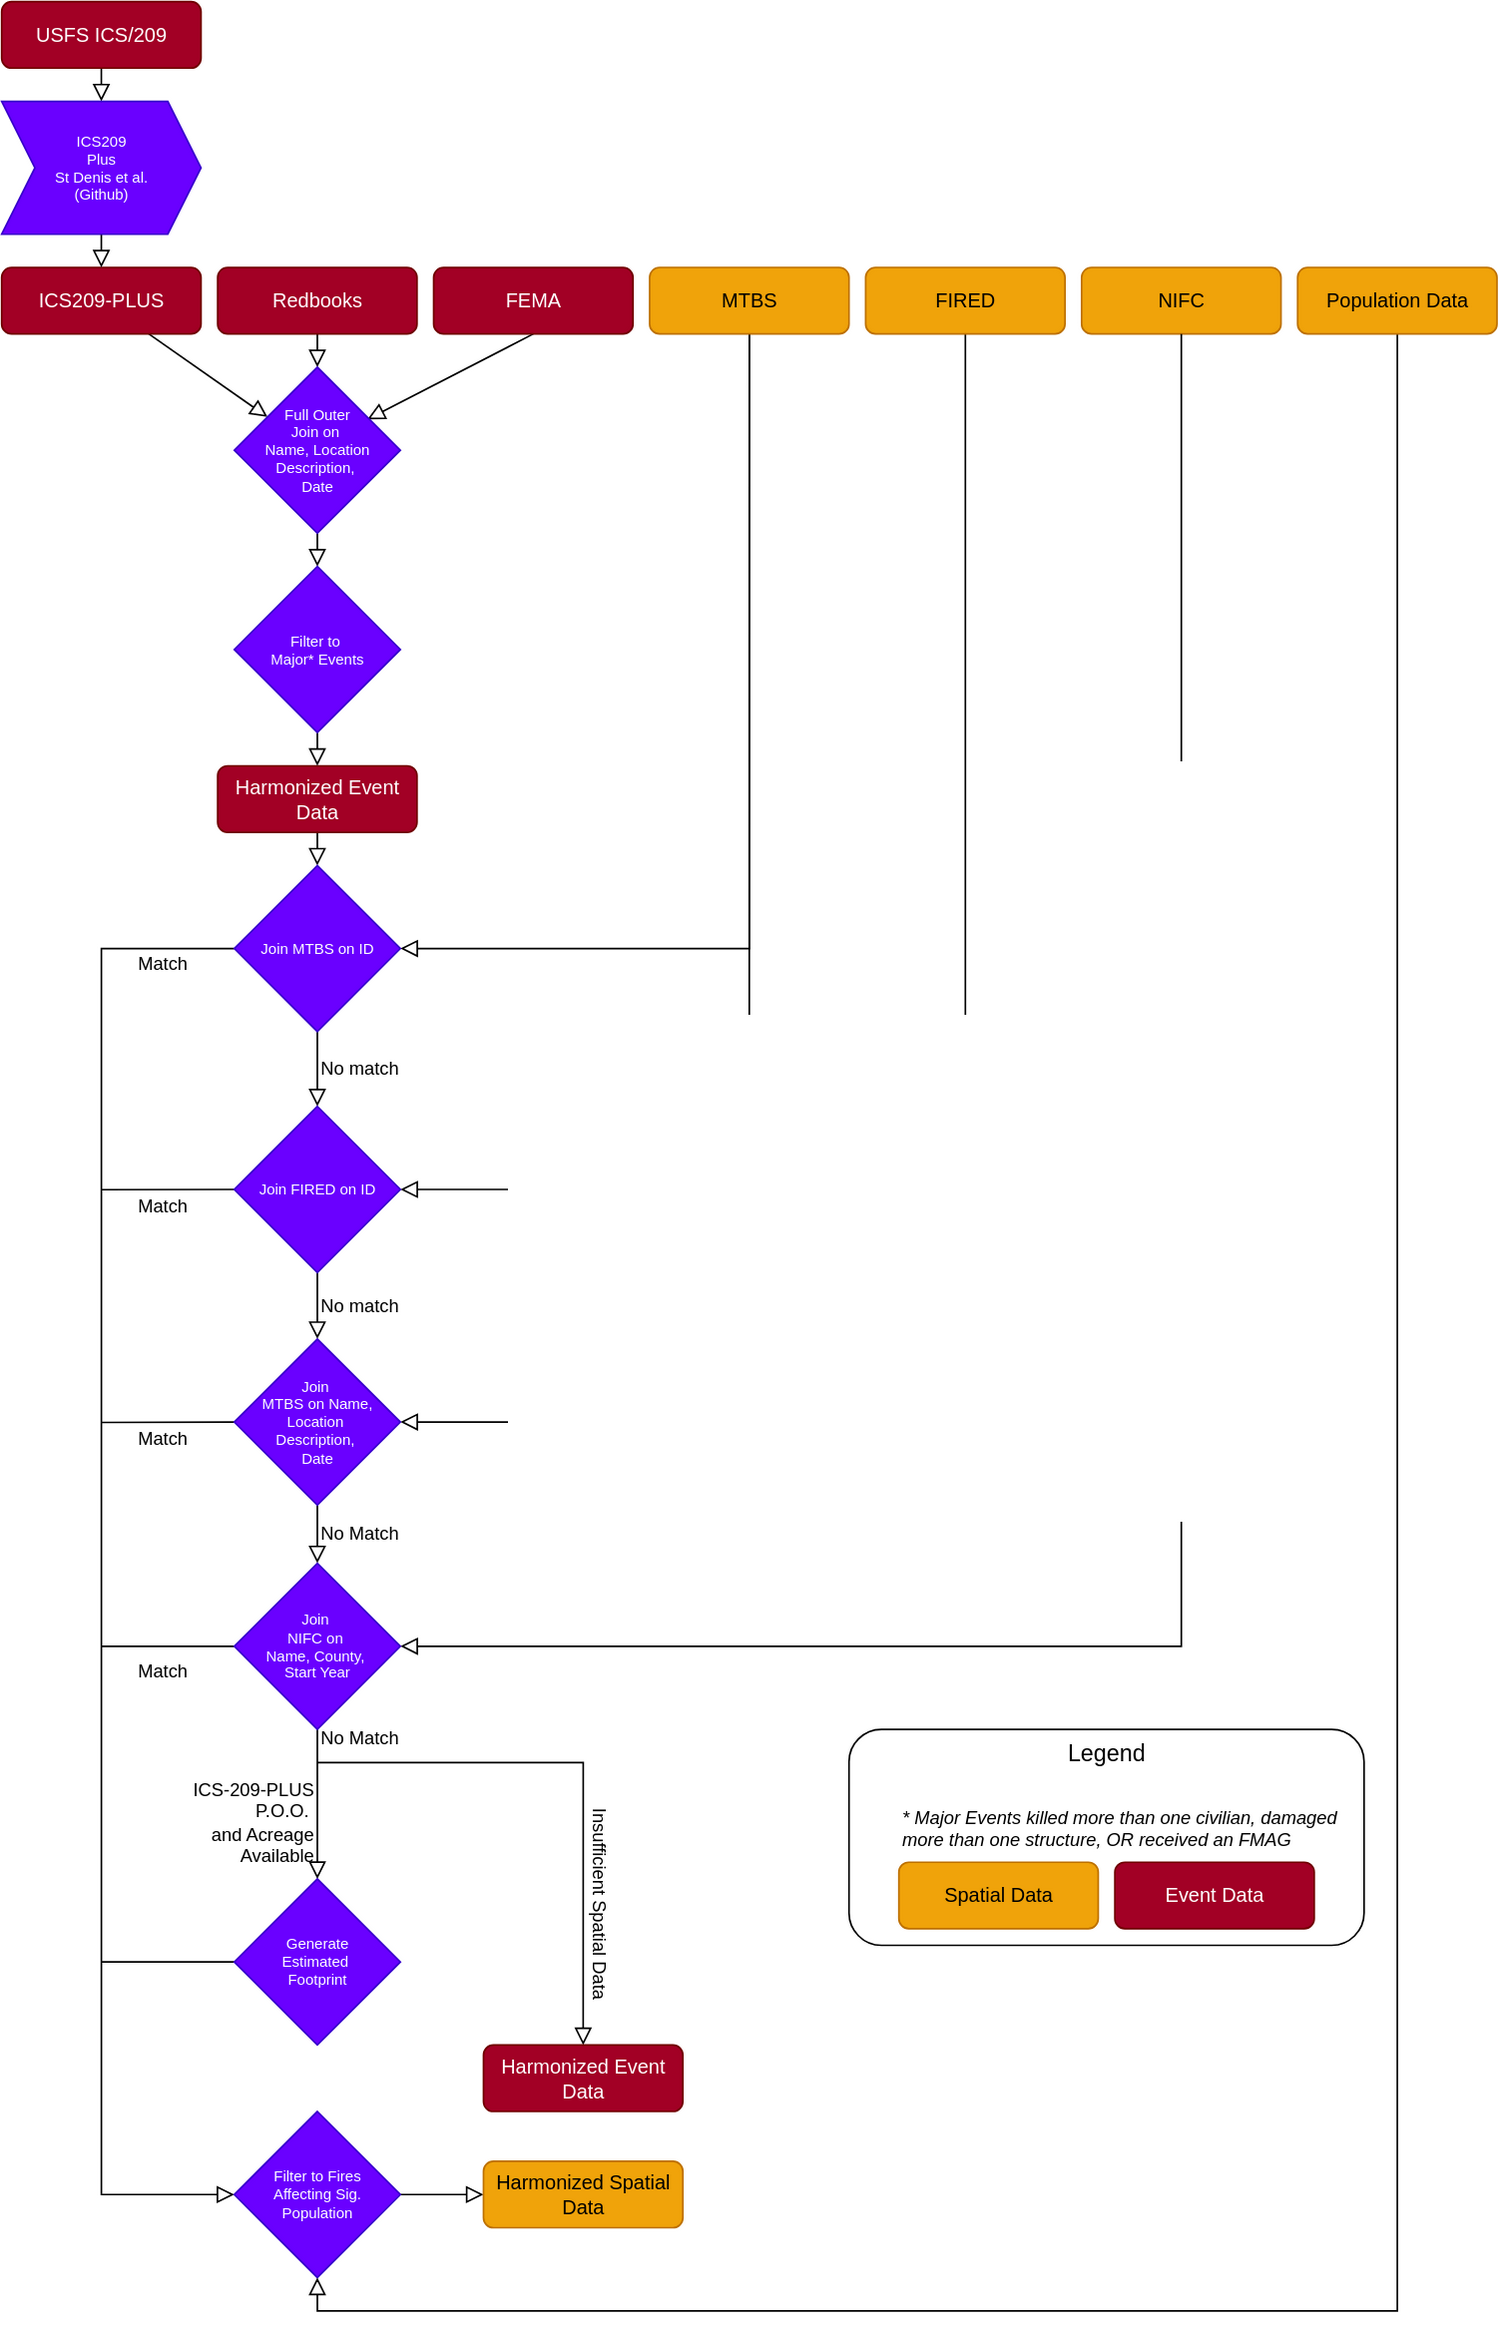 USFS ICS/209
ICS209
Plus
St Denis et al.
(Github)
ICS209-PLUS
Redbooks
FEMA
MTBS
FIRED
NIFC
Population Data
Full Outer
Join on
Name, Location
Description,
Date
Filter to
Major* Events
Harmonized Event
Data
Join MTBS on ID
Match
No match
Join FIRED on ID
Match
No match
Join
MTBS on Name,
Location
Description,
Date
Match
No Match
Join
NIFC on
Name, County,
Start Year
Match
No Match
ICS-209-PLUS
P.O.O.
and Acreage
Available
Insufficient Spatial Data
Legend
* Major Events killed more than one civilian, damaged
more than one structure, OR received an FMAG
Spatial Data
Event Data
Generate
Estimated
Footprint
Harmonized Event
Data
Filter to Fires
Affecting Sig.
Population
Harmonized Spatial
Data